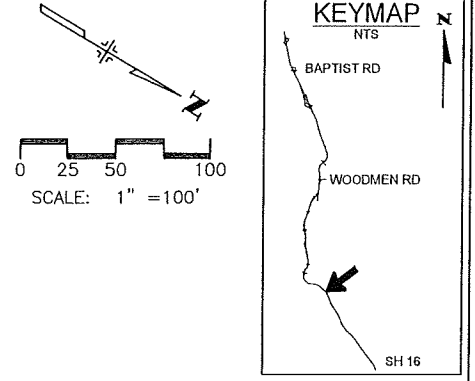 N
0 25 50 100
SCALE: 1" =100'
KEYMAP
NTS
N
BAPTIST RD
WOODMEN RD
SH 16